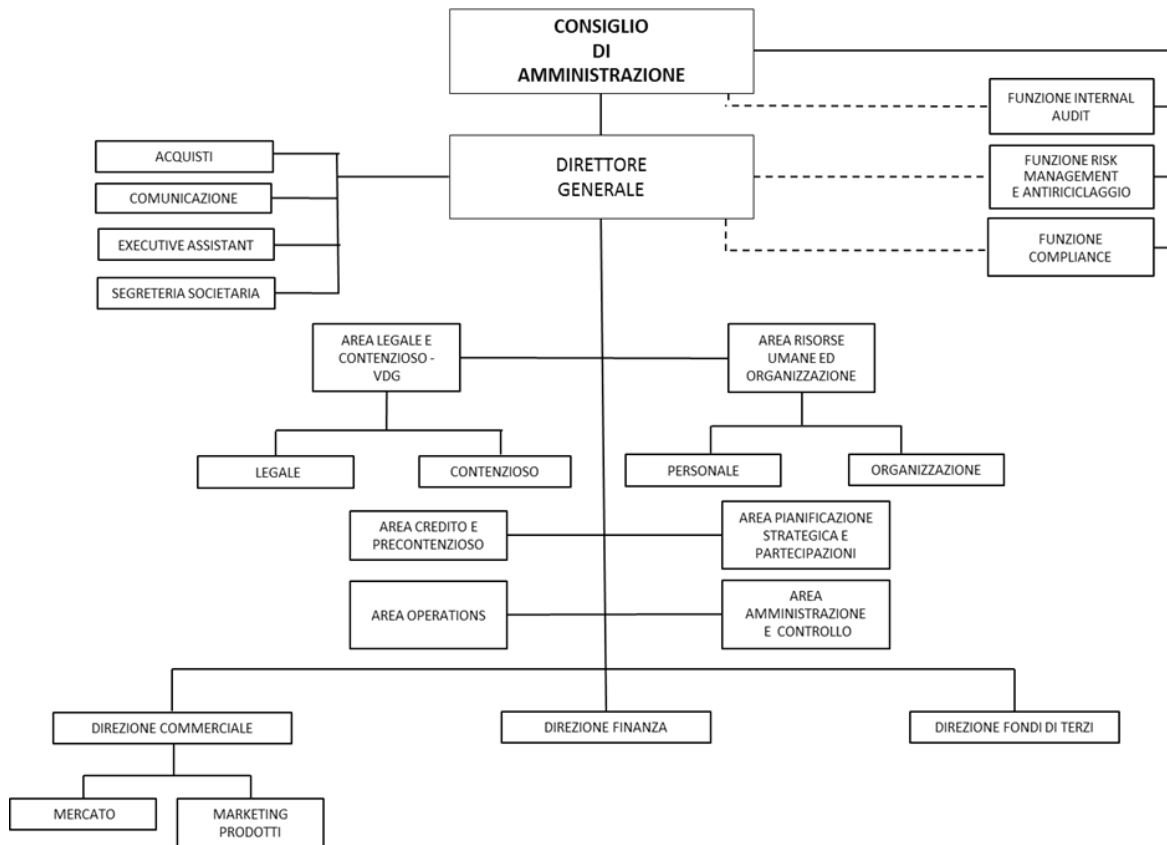 CONSIGLIO
DI
AMMINISTRAZIONE
FUNZIONE INTERNAL
AUDIT
DIRETTORE
GENERALE
FUNZIONE RISK
MANAGEMENT
E ANTIRICICLAGGIO
FUNZIONE
COMPLIANCE
ACQUISTI
COMUNICAZIONE
EXECUTIVE ASSISTANT
SEGRETERIA SOCIETARIA
AREA LEGALE E
CONTENZIOSO -
VDG
AREA RISORSE
UMANE ED
ORGANIZZAZIONE
LEGALE
CONTENZIOSO
PERSONALE
ORGANIZZAZIONE
AREA CREDITO E
PRECONTENZIOSO
AREA PIANIFICAZIONE
STRATEGICA E
PARTECIPAZIONI
AREA OPERATIONS
AREA
AMMINISTRAZIONE
E CONTROLLO
DIREZIONE COMMERCIALE
DIREZIONE FINANZA
DIREZIONE FONDI DI TERZI
MERCATO
MARKETING
PRODOTTI